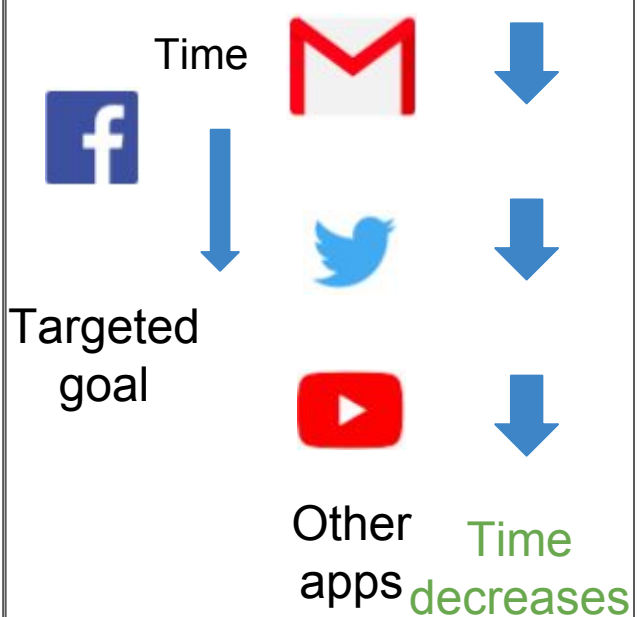 Time
f
Targeted
goal
Other
apps
Time
decreases